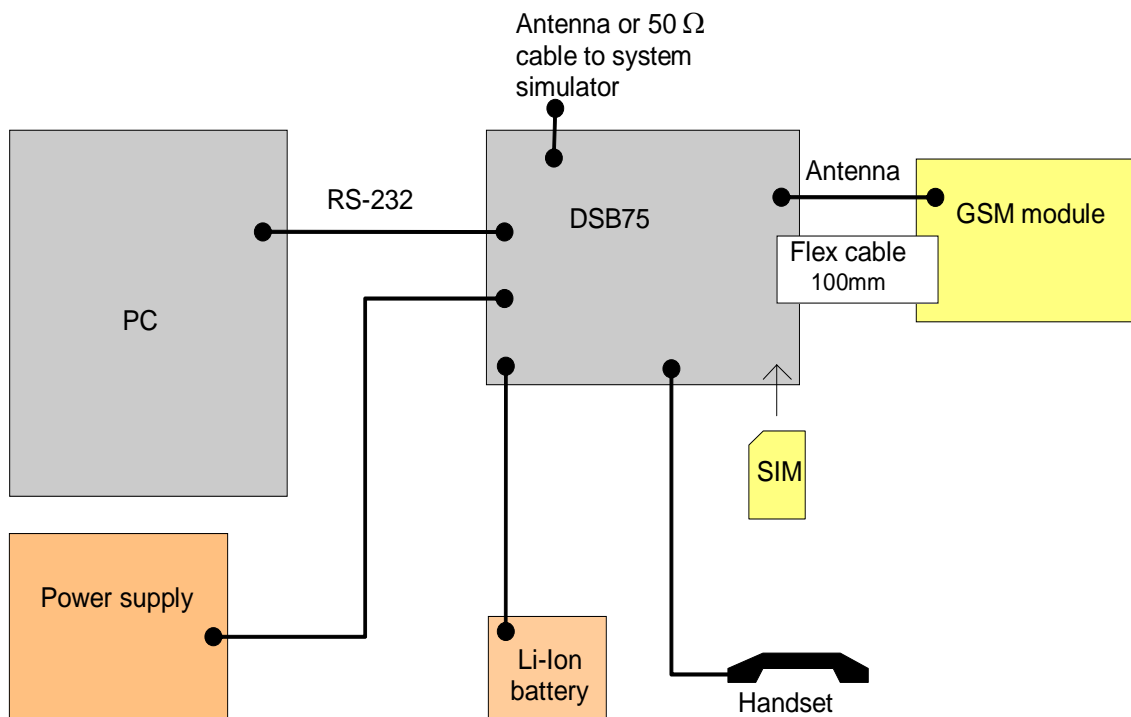 Antenna or 50 Ω
cable to system
simulator
Antenna
RS-232
DSB75
GSM module
Flex cable
100mm
PC
SIM
Power supply
Li-Ion
battery
Handset